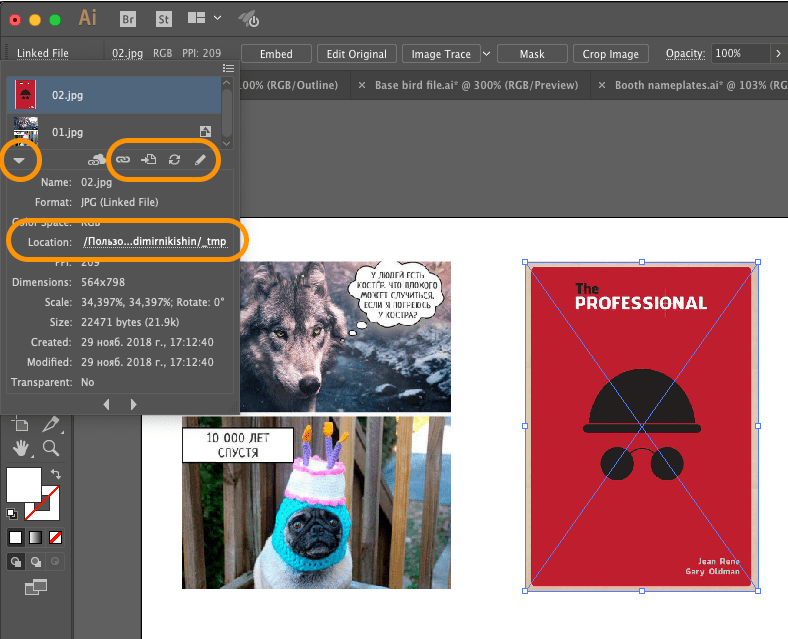 Ai Br St
Linked File 02.jpg RGB PPI: 209 Embed Edit Original Image Trace Mask Crop Image Opacity: 100%
.00% (RGB/Outline) × Base bird file.ai* @ 300% (RGB/Preview) × Booth nameplates.ai* @ 103% (RG
02.jpg
01.jpg
Name: 02.jpg
Format: JPG (Linked File)
Color Space: RGB
Location: /Пользо...dimirnikishin/_tmp
PPI: 209
Dimensions: 564x798
Scale: 34,397%, 34,397%; Rotate: 0°
Size: 22471 bytes (21.9k)
Created: 29 нояб. 2018 г., 17:12:40
Modified: 29 нояб. 2018 г., 17:12:40
Transparent: No
У ЛЮДЕЙ ЕСТЬ
КОСТЁР. ЧТО ПЛОХОГО
МОЖЕТ СЛУЧИТЬСЯ,
ЕСЛИ Я ПОГРЕЮСЬ
У КОСТРА?
10 000 ЛЕТ
СПУСТЯ
The
PROFESSIONAL
Jean Reno
Gary Oldman